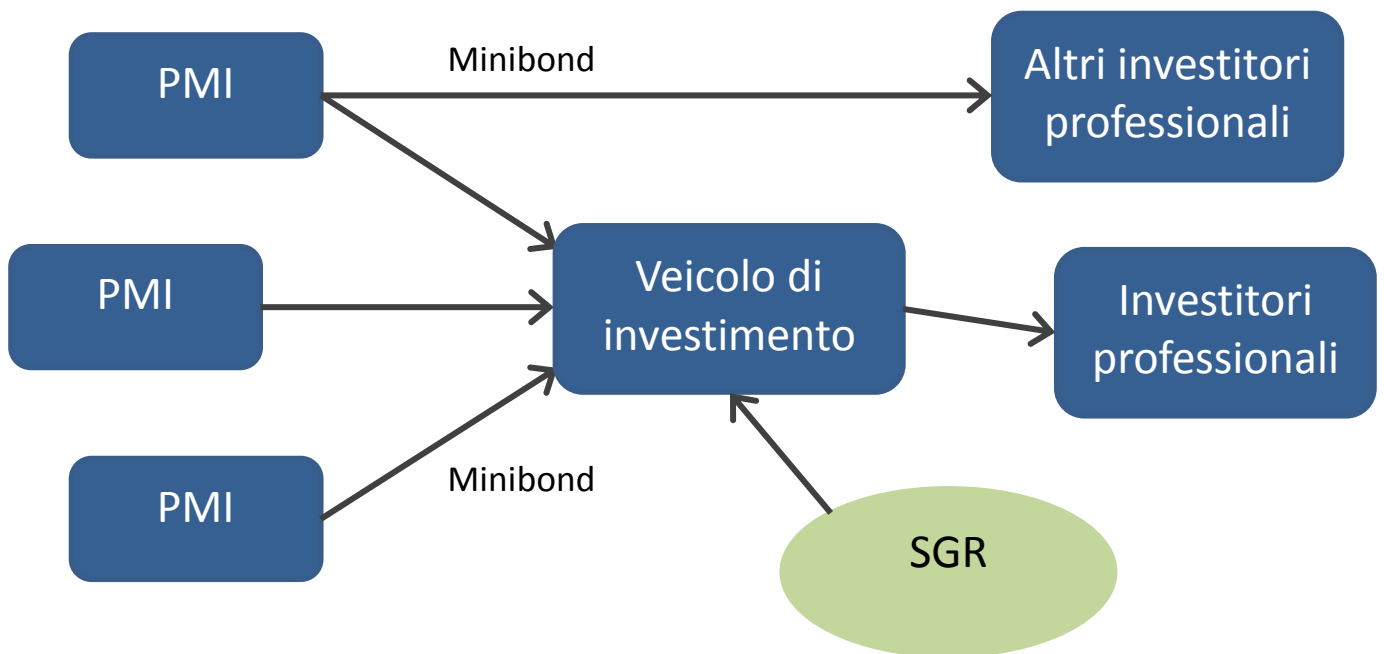 PMI
Minibond
Altri investitori
professionali
PMI
Veicolo di
investimento
Investitori
professionali
PMI
Minibond
SGR